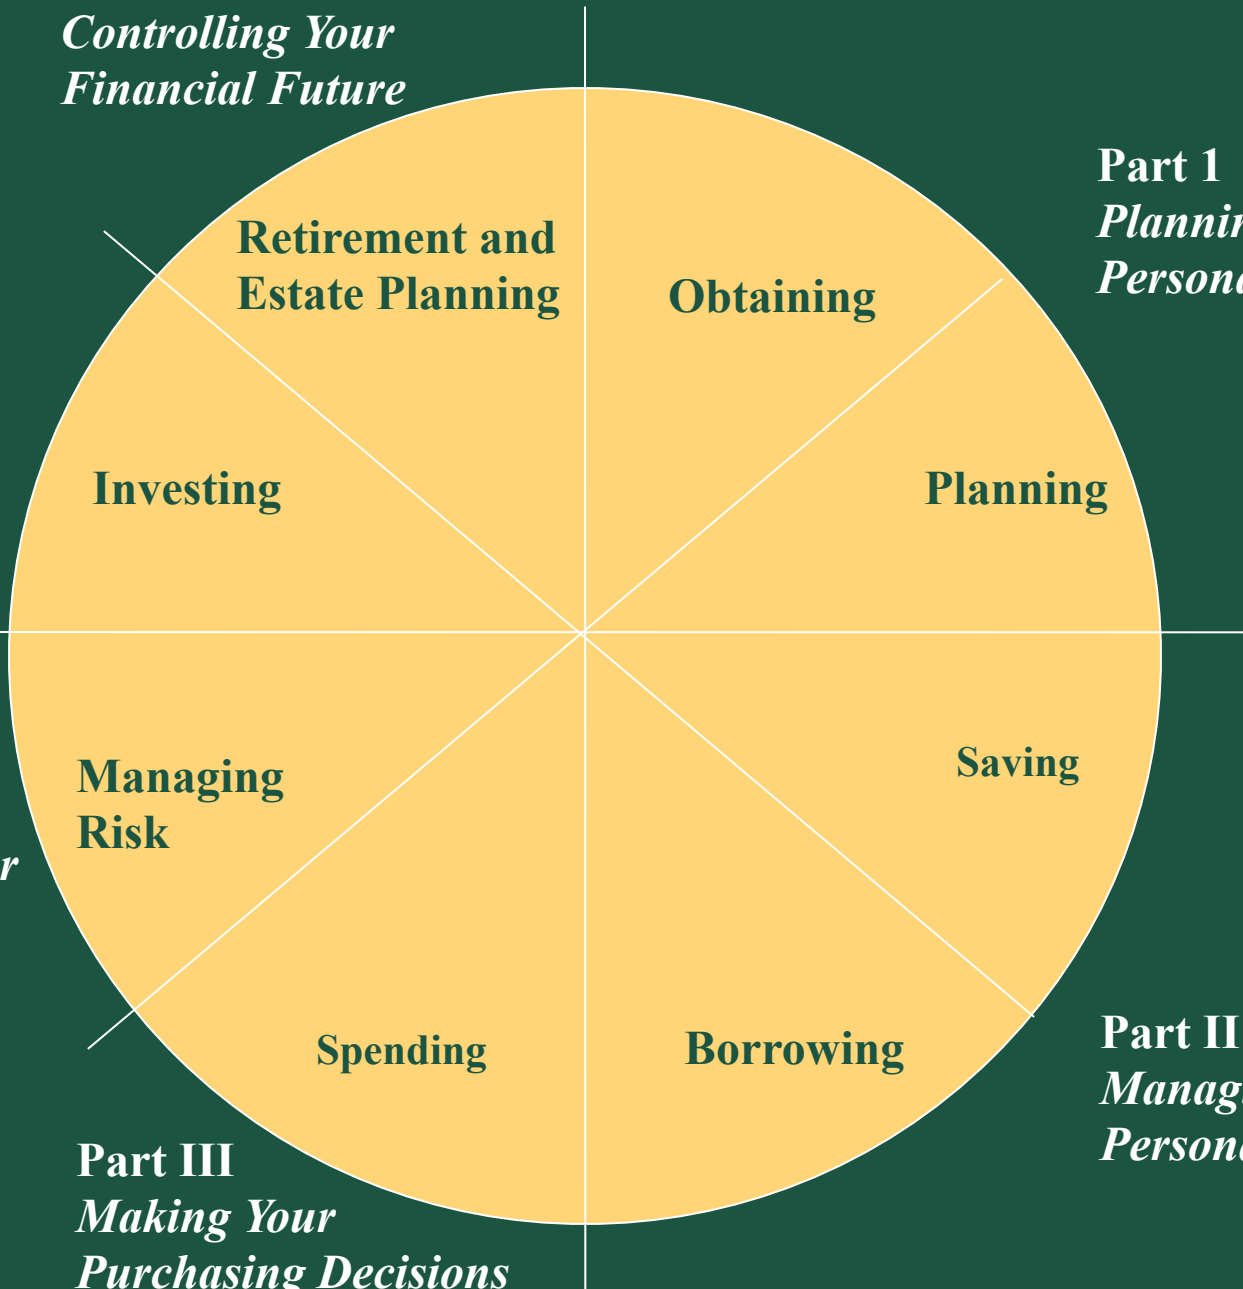 Controlling Your
Financial Future
Part 1
Retirement and
Estate Planning
Obtaining
Investing
Planning
Managing
Risk
Saving
Spending
Borrowing
Part II
Part III
Making Your
Purchasing Decisions